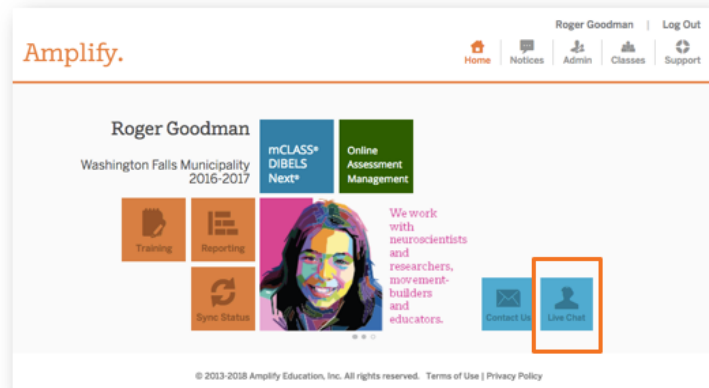 Roger Goodman | Log Out
Amplify.
Home
Notices
Admin
Classes
Support
Roger Goodman
Washington Falls Municipality
2016-2017
mCLASS®
DIBELS
Next®
Online
Assessment
Management
Training
Reporting
Sync Status
We work
with
neuroscientists
and
researchers,
movement-
builders
and
educators.
Contact Us
Live Chat
© 2013-2018 Amplify Education, Inc. All rights reserved. Terms of Use | Privacy Policy